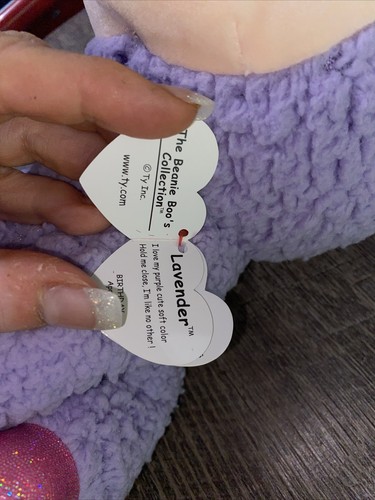 The Beanie Boo's
Collection™
© Ty Inc.
www.ty.com
Lavender™
I love my purple cute soft color
Hold me close, I'm like no other !